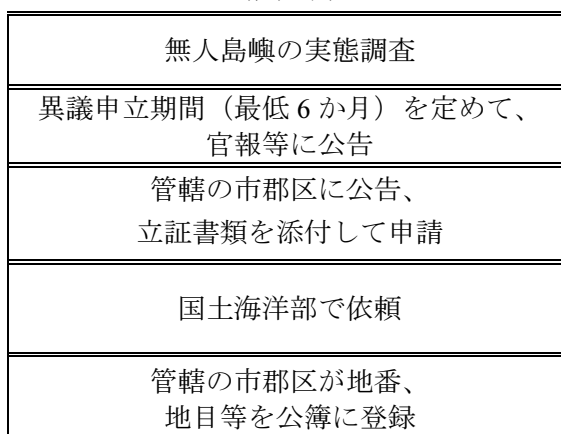 無人島嶼の実態調査
異議申立期間（最低6か月）を定めて、
官報等に公告
管轄の市郡区に公告、
立証書類を添付して申請
国土海洋部で依頼
管轄の市郡区が地番、
地目等を公簿に登録